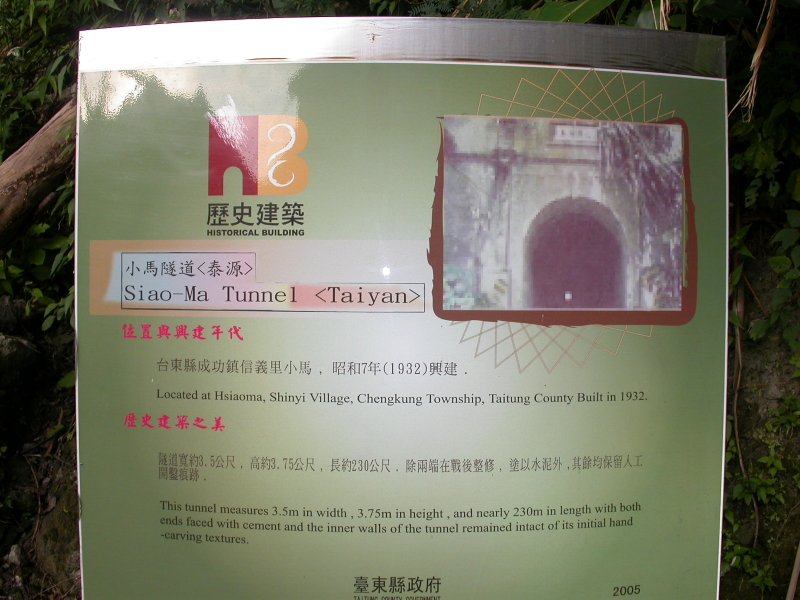 歷史建築
HISTORICAL BUILDING
小馬隧道<泰源>
Siao-Ma Tunnel <Taiyan>
位置與興建年代
台東縣成功鎮信義里小馬，昭和7年(1932)興建．
Located at Hsiaoma, Shinyi Village, Chengkung Township, Taitung County Built in 1932.
歷史建築之美
隧道寬約3.5公尺，高約3.75公尺，長約230公尺．除兩端在戰後整修，塗以水泥外，其餘均保留人工
開鑿痕跡．
This tunnel measures 3.5m in width , 3.75m in height , and nearly 230m in length with both
ends faced with cement and the inner walls of the tunnel remained intact of its initial hand
-carving textures.
臺東縣政府
TAITUNG COUNTY GOVERNMENT
2005